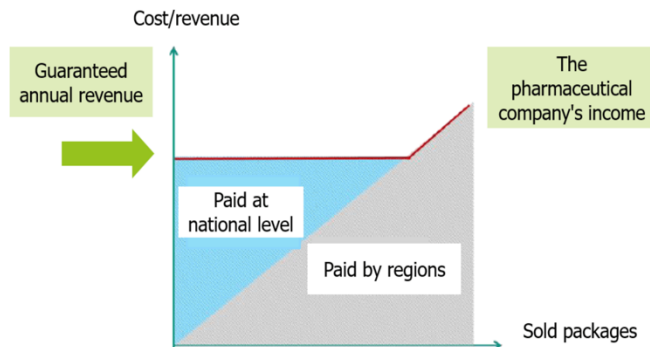 Cost/revenue
Guaranteed
annual revenue
The
pharmaceutical
company's income
Paid at
national level
Paid by regions
Sold packages